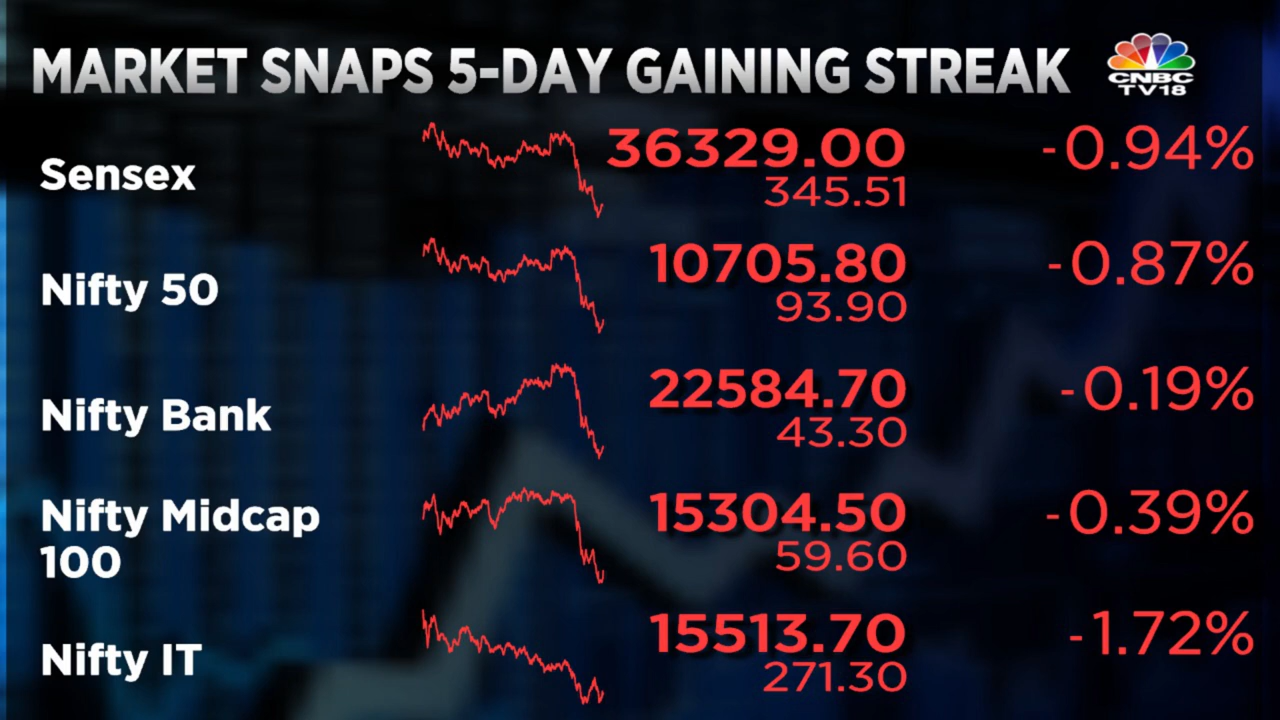 MARKET SNAPS 5-DAY GAINING STREAK
CNBC
TV18
Sensex
36329.00
345.51
-0.94%
Nifty 50
10705.80
93.90
-0.87%
Nifty Bank
22584.70
43.30
-0.19%
Nifty Midcap
100
15304.50
59.60
-0.39%
Nifty IT
15513.70
271.30
-1.72%